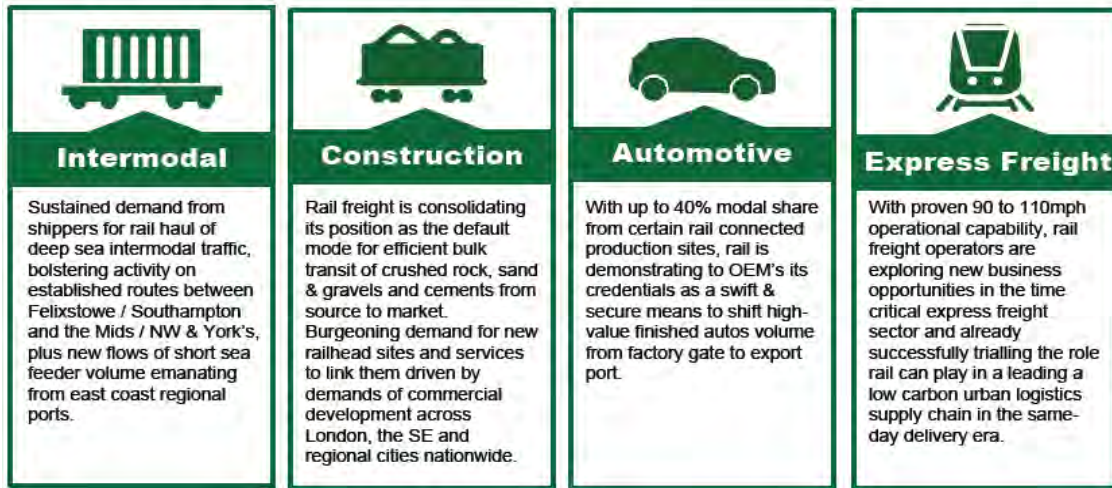 Intermodal
Sustained demand from
shippers for rail haul of
deep sea intermodal traffic,
bolstering activity on
established routes between
Felixstowe / Southampton
and the Mids / NW & York's,
plus new flows of short sea
feeder volume emanating
from east coast regional
ports.
Construction
Rail freight is consolidating
its position as the default
mode for efficient bulk
transit of crushed rock, sand
& gravels and cements from
source to market.
Burgeoning demand for new
railhead sites and services
to link them driven by
demands of commercial
development across
London, the SE and
regional cities nationwide.
Automotive
With up to 40% modal share
from certain rail connected
production sites, rail is
demonstrating to OEM's its
credentials as a swift &
secure means to shift high-
value finished autos volume
from factory gate to export
port.
Express Freight
With proven 90 to 110mph
operational capability, rail
freight operators are
exploring new business
opportunities in the time
critical express freight
sector and already
successfully trialling the role
rail can play in a leading a
low carbon urban logistics
supply chain in the same-
day delivery era.